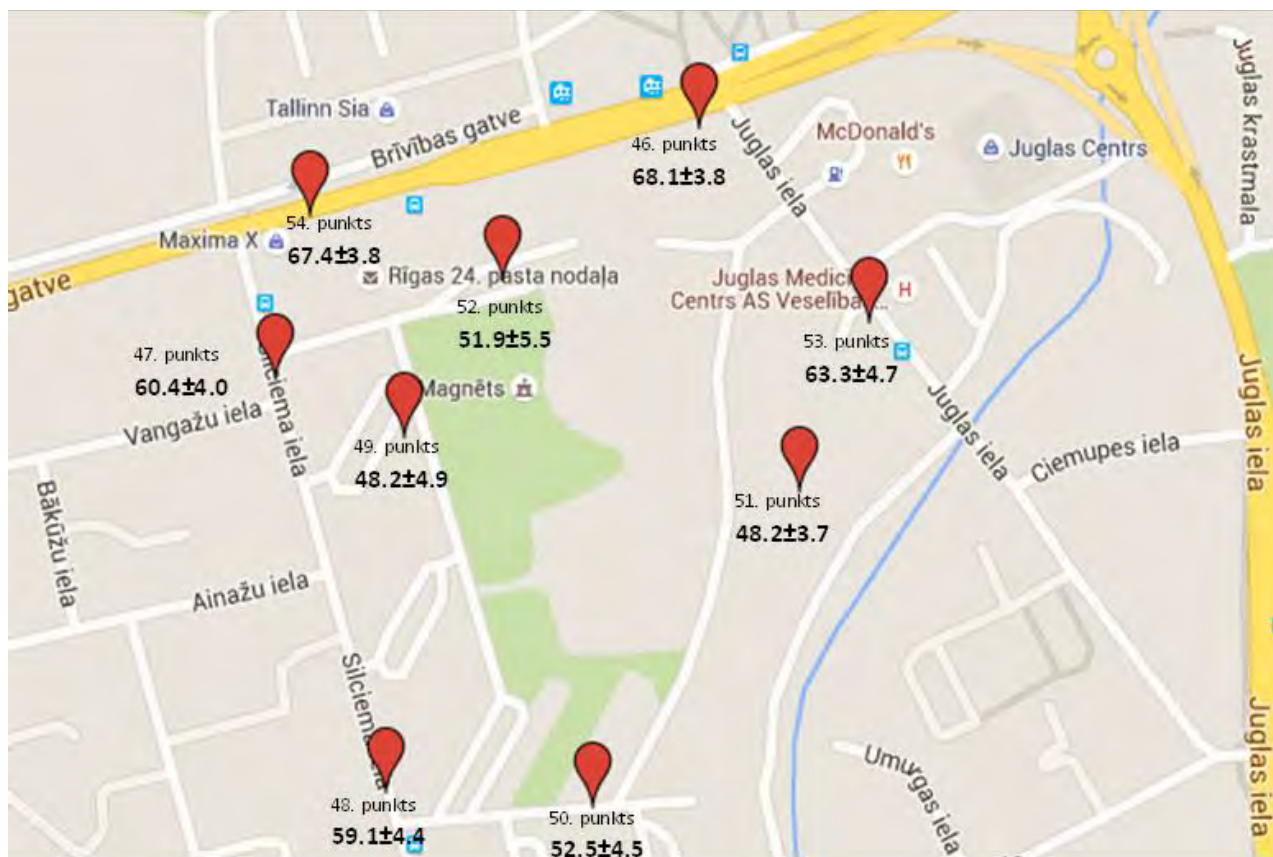 Tallinn Sia
Brīvības gatve
46. punkts
68.1±3.8
Juglas iela
McDonald's
Juglas Centrs
Juglas krastmala
54. punkts
67.4±3.8
Maxima X
gatve
Rīgas 24. pasta nodaļa
52. punkts
51.9±5.5
Juglas Medici
Centrs AS Veselība...
H
53. punkts
63.3±4.7
47. punkts
60.4±4.0
Silciema iela
Vangažu iela
Magnēts
49. punkts
48.2±4.9
Juglas iela
Juglas iela
Ciemupes iela
51. punkts
48.2±3.7
Bākūžu iela
Ainažu iela
Silciema
48. punkts
59.1±4.4
50. punkts
52.5±4.5
Umurgas iela
Juglas iela